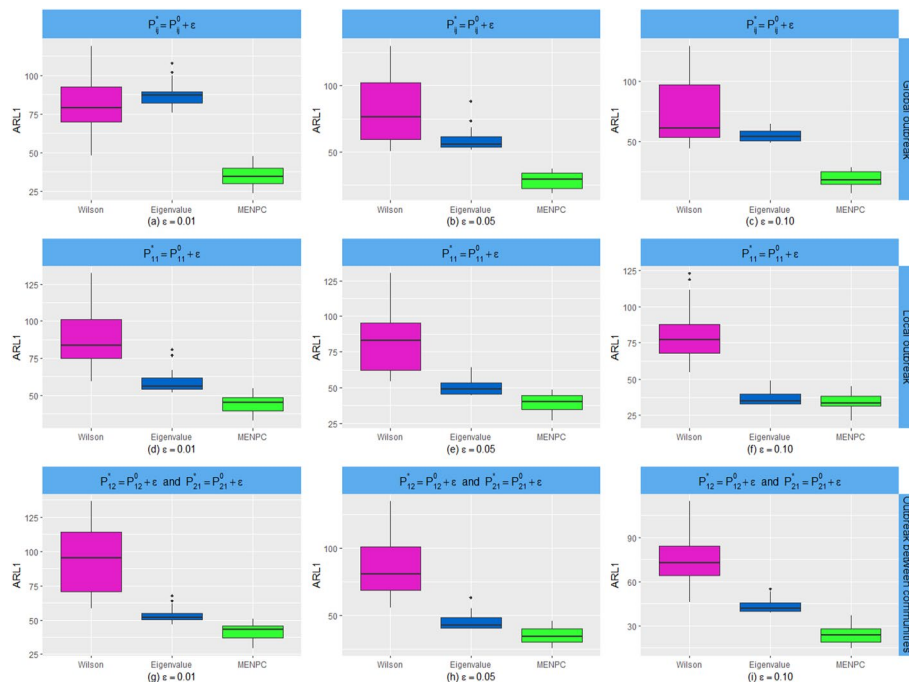 P*ij = P0ij + ε
P*ij = P0ij + ε
P*ij = P0ij + ε
ARL1
100
75
50
25
Wilson
Eigenvalue
MENPC
(a) ε = 0.01
ARL1
100
50
Wilson
Eigenvalue
MENPC
(b) ε = 0.05
ARL1
100
50
Wilson
Eigenvalue
MENPC
(c) ε = 0.10
Global outbreak
P*11 = P011 + ε
P*11 = P011 + ε
P*11 = P011 + ε
ARL1
125
100
75
50
Wilson
Eigenvalue
MENPC
(d) ε = 0.01
ARL1
125
100
75
50
25
Wilson
Eigenvalue
MENPC
(e) ε = 0.05
ARL1
125
100
75
50
25
Wilson
Eigenvalue
MENPC
(f) ε = 0.10
Local outbreak
P*12 = P012 + ε and P*21 = P021 + ε
P*12 = P012 + ε and P*21 = P021 + ε
P*12 = P012 + ε and P*21 = P021 + ε
ARL1
125
100
75
50
25
Wilson
Eigenvalue
MENPC
(g) ε = 0.01
ARL1
100
50
Wilson
Eigenvalue
MENPC
(h) ε = 0.05
ARL1
90
60
30
Wilson
Eigenvalue
MENPC
(i) ε = 0.10
Outbreak between communities